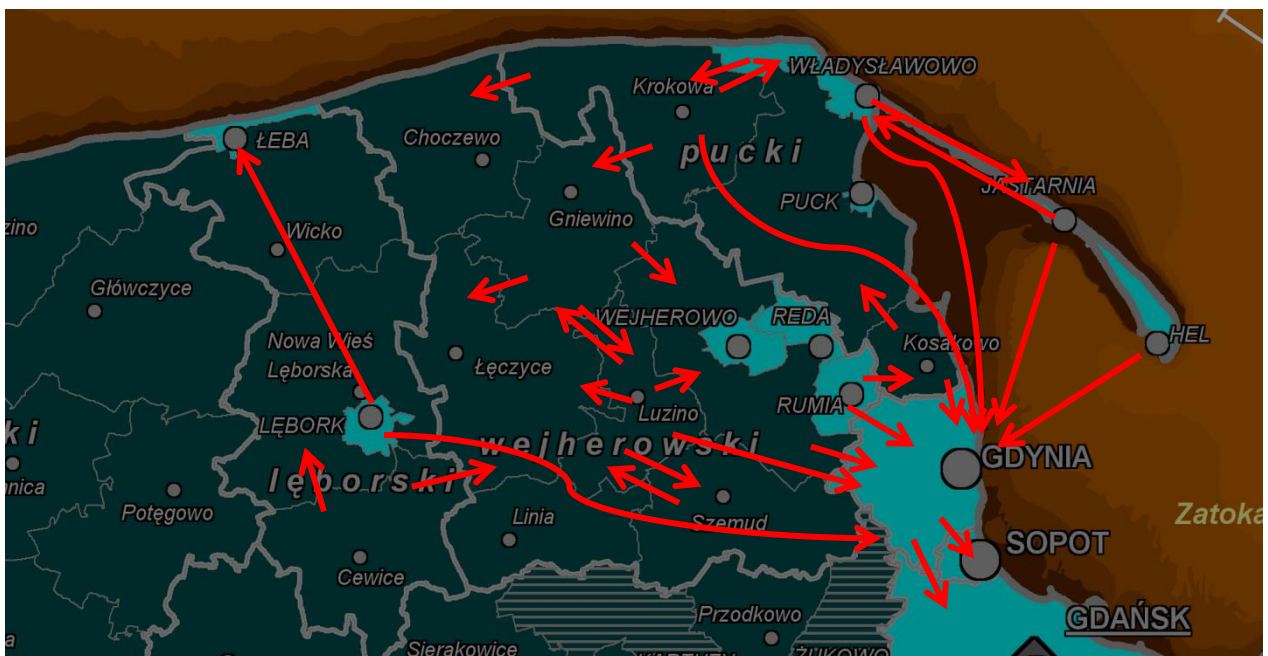 WŁADYSŁAWOWO
Krokowa
Choczewo
ŁEBA
pucki
JASTARNIA
PUCK
Gniewino
zino
Wicko
Główczyce
WEJHEROWO
REDA
HEL
Kosakowo
Nowa Wieś
Lęborska
Łęczyce
RUMIA
Luzino
LĘBORK
ki
wejherowski
GDYNIA
mnica
lęborski
Potęgowo
Linia
Szemud
Zatoka
SOPOT
Cewice
Przodkowo
GDAŃSK
Sierakowice
ŻUKOWO